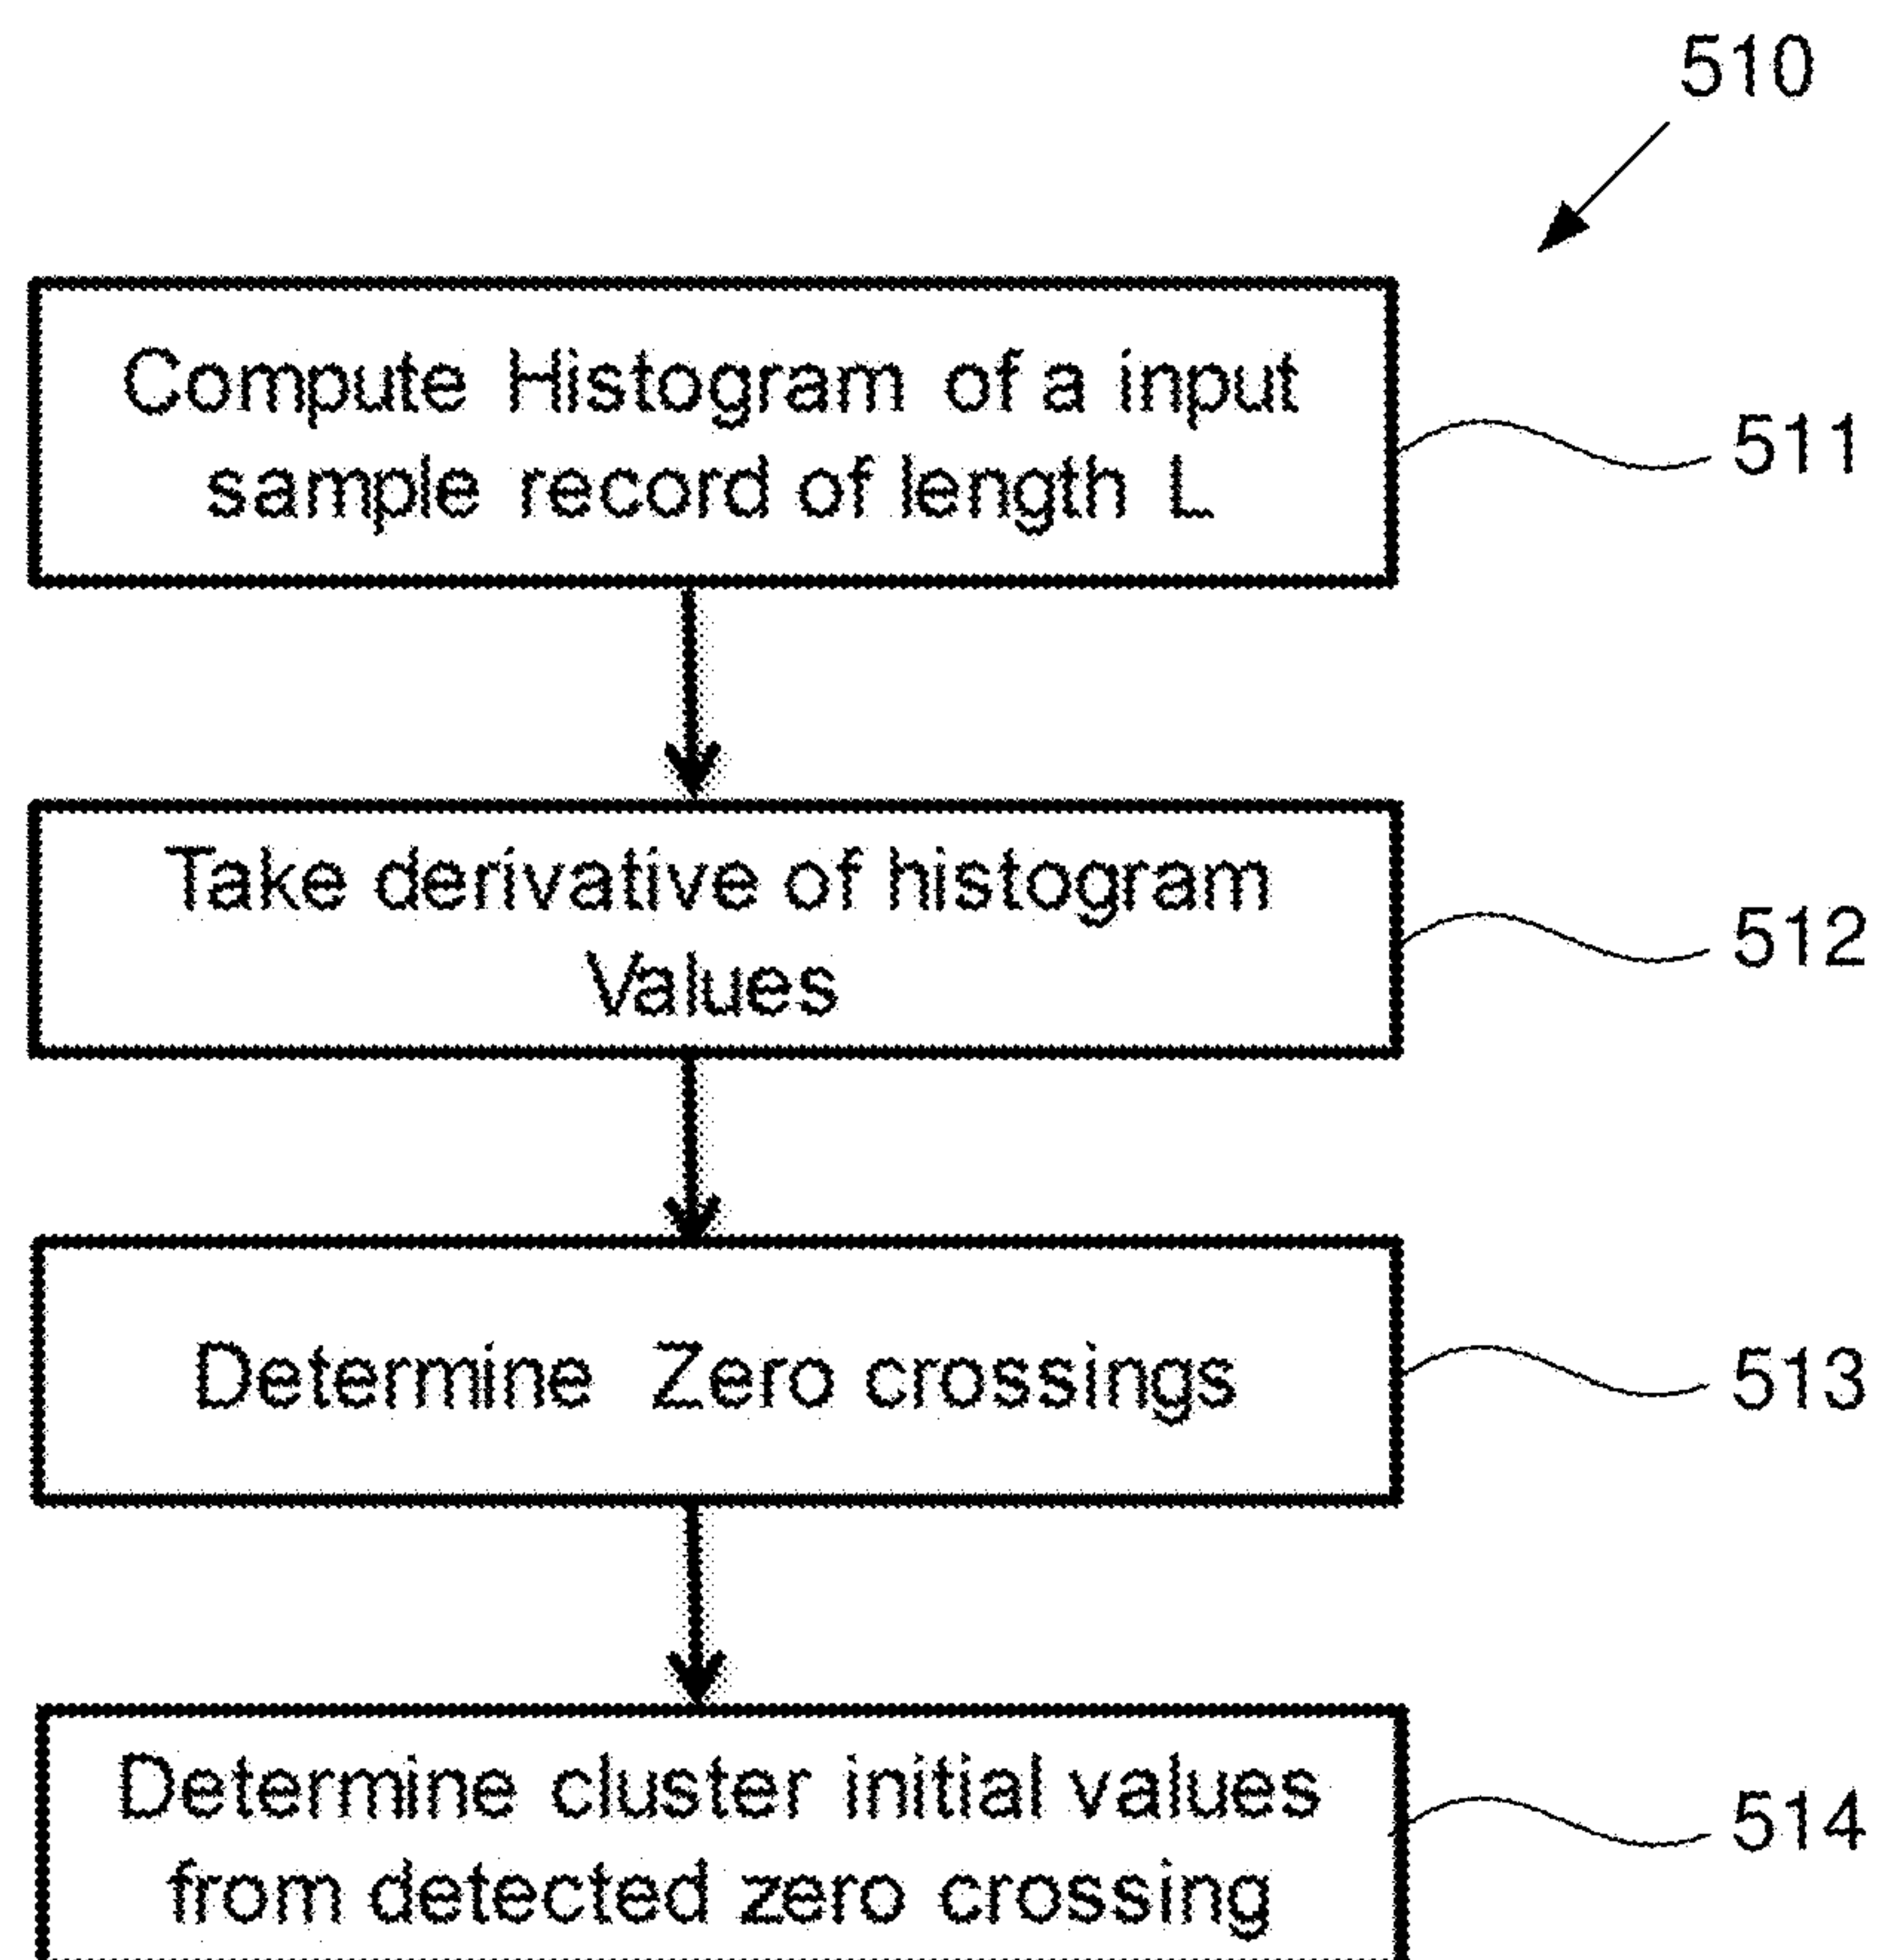 510
Compute Histogram of a input
sample record of length L
511
Take derivative of histogram
Values
512
Determine Zero crossings
513
Determine cluster initial values
from detected zero crossing
514